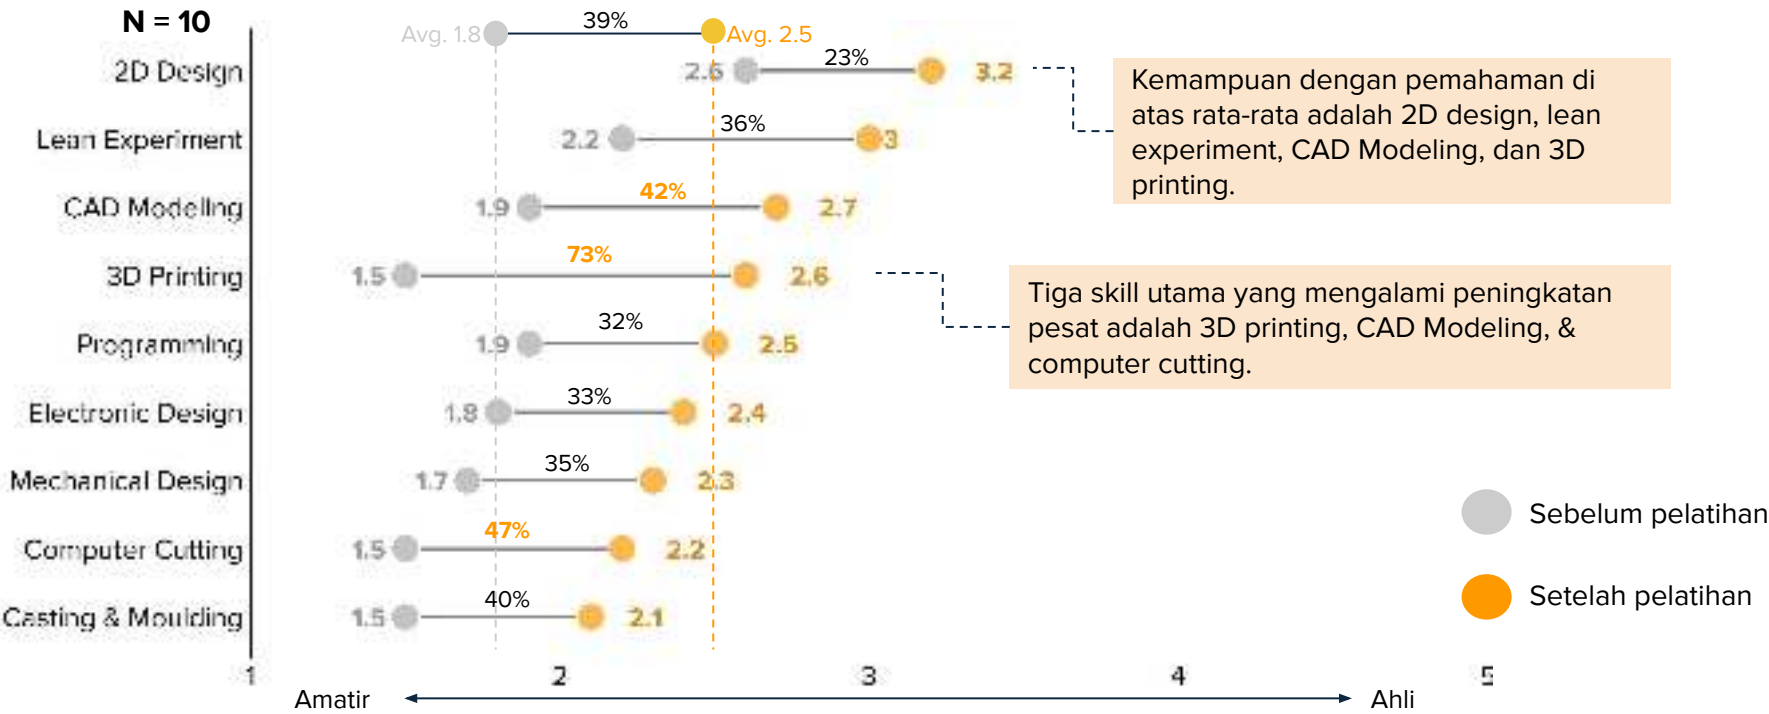 N = 10
Avg. 1.8 39% Avg. 2.5
2D Design 2.6 23% 3.2
Lean Experiment 2.2 36% 3
CAD Modeling 1.9 42% 2.7
3D Printing 1.5 73% 2.6
Programming 1.9 32% 2.5
Electronic Design 1.8 33% 2.4
Mechanical Design 1.7 35% 2.3
Computer Cutting 1.5 47% 2.2
Casting & Moulding 1.5 40% 2.1
1 2 3 4 5
Amatir Ahli
Kemampuan dengan pemahaman di
atas rata-rata adalah 2D design, lean
experiment, CAD Modeling, dan 3D
printing.
Tiga skill utama yang mengalami peningkatan
pesat adalah 3D printing, CAD Modeling, &
computer cutting.
Sebelum pelatihan
Setelah pelatihan